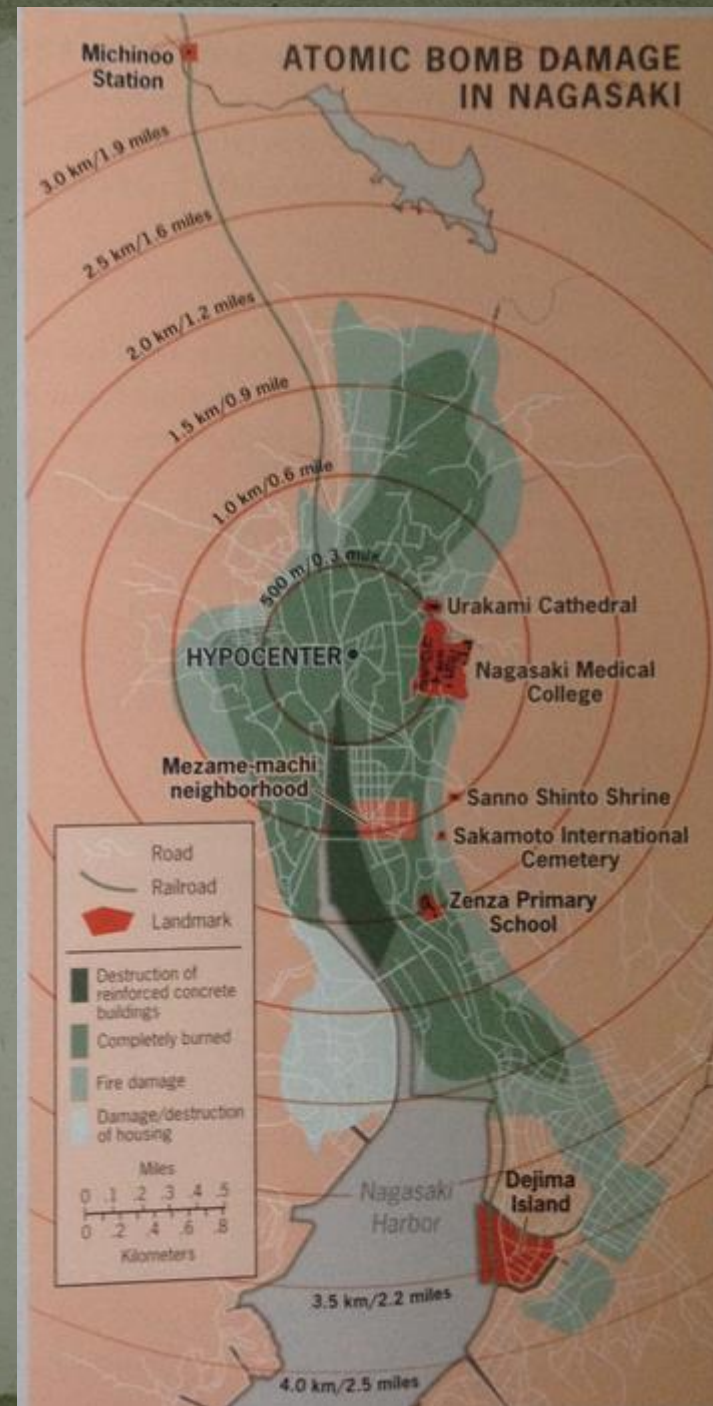 ATOMIC BOMB DAMAGE
IN NAGASAKI
Michinoo
Station
3.0 km/1.9 miles
2.5 km/1.6 miles
2.0 km/1.2 miles
1.5 km/0.9 mile
1.0 km/0.6 mile
500 m/0.3 mile
Urakami Cathedral
HYPOCENTER
Nagasaki Medical
College
Mezame-machi
neighborhood
Sanno Shinto Shrine
Sakamoto International
Cemetery
Zenza Primary
School
Road
Railroad
Landmark
Destruction of
reinforced concrete
buildings
Completely burned
Fire damage
Damage/destruction
of housing
Miles
0 .1 .2 .3 .4 .5
0 .2 .4 .6 .8
Kilometers
Nagasaki
Harbor
Dejima
Island
3.5 km/2.2 miles
4.0 km/2.5 miles